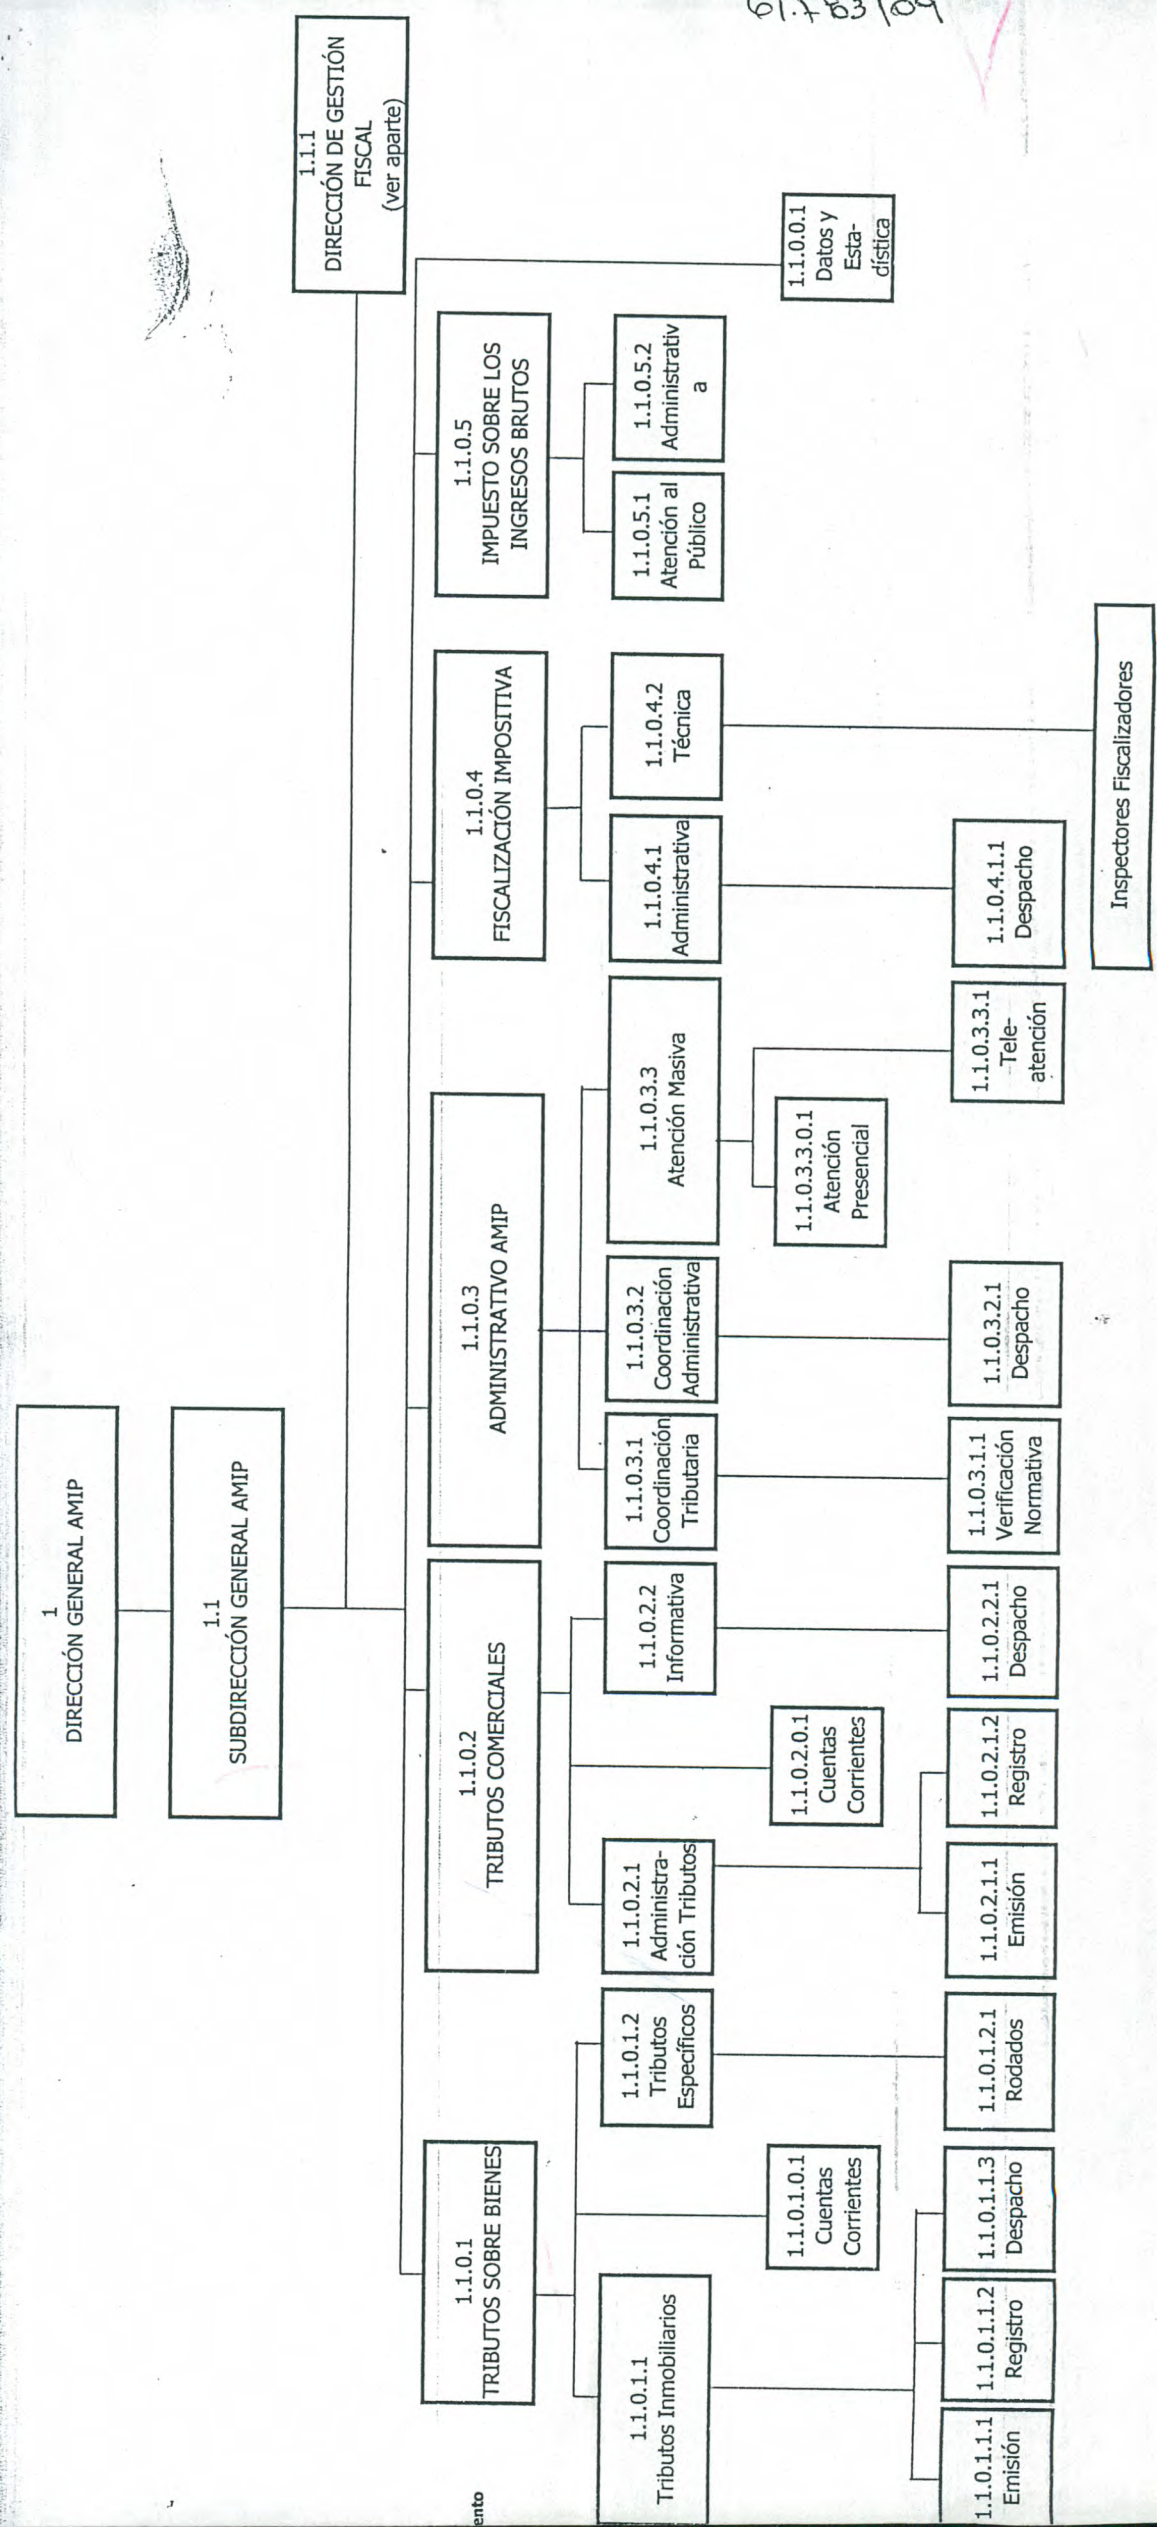 61.753/09
1
DIRECCIÓN GENERAL AMIP
1.1
SUBDIRECCIÓN GENERAL AMIP
1.1.1
DIRECCIÓN DE GESTIÓN
FISCAL
(ver aparte)
1.1.0.1
TRIBUTOS SOBRE BIENES
1.1.0.2
TRIBUTOS COMERCIALES
1.1.0.3
ADMINISTRATIVO AMIP
1.1.0.4
FISCALIZACIÓN IMPOSITIVA
1.1.0.5
IMPUESTO SOBRE LOS
INGRESOS BRUTOS
ento
1.1.0.1.1
Tributos Inmobiliarios
1.1.0.1.2
Tributos
Específicos
1.1.0.2.1
Administra-
ción Tributos
1.1.0.2.2
Informativa
1.1.0.3.1
Coordinación
Tributaria
1.1.0.3.2
Coordinación
Administrativa
1.1.0.3.3
Atención Masiva
1.1.0.4.1
Administrativa
1.1.0.4.2
Técnica
1.1.0.5.1
Atención al
Público
1.1.0.5.2
Administrativ
a
1.1.0.1.0.1
Cuentas
Corrientes
1.1.0.2.0.1
Cuentas
Corrientes
1.1.0.3.3.0.1
Atención
Presencial
1.1.0.0.1
Datos y
Esta-
dística
1.1.0.1.1.1
Emisión
1.1.0.1.1.2
Registro
1.1.0.1.1.3
Despacho
1.1.0.1.2.1
Rodados
1.1.0.2.1.1
Emisión
1.1.0.2.1.2
Registro
1.1.0.2.2.1
Despacho
1.1.0.3.1.1
Verificación
Normativa
1.1.0.3.2.1
Despacho
1.1.0.3.3.1
Tele-
atención
1.1.0.4.1.1
Despacho
Inspectores Fiscalizadores